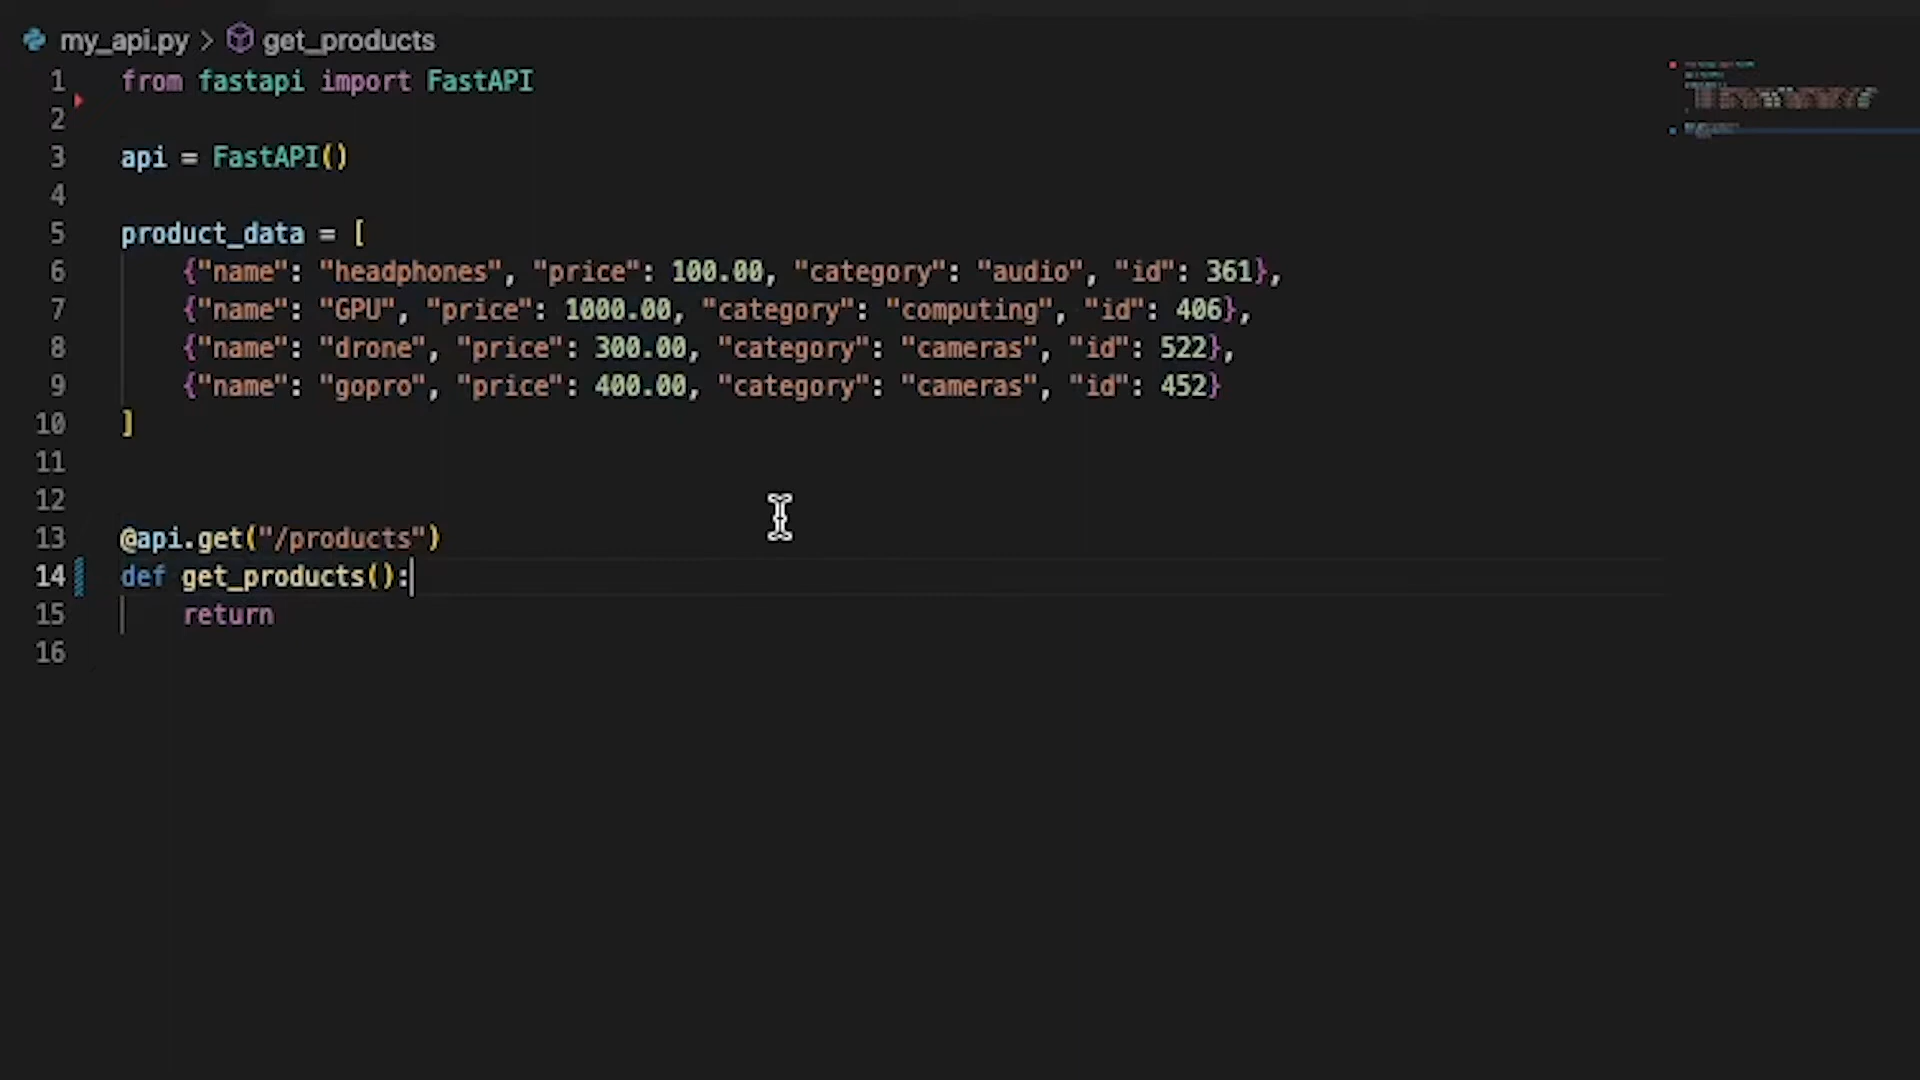 my_api.py > get_products
1 from fastapi import FastAPI
2
3 api = FastAPI()
4
5 product_data = [
6     {"name": "headphones", "price": 100.00, "category": "audio", "id": 361},
7     {"name": "GPU", "price": 1000.00, "category": "computing", "id": 406},
8     {"name": "drone", "price": 300.00, "category": "cameras", "id": 522},
9     {"name": "gopro", "price": 400.00, "category": "cameras", "id": 452}
10 ]
11
12
13 @api.get("/products")
14 def get_products():
15     return
16